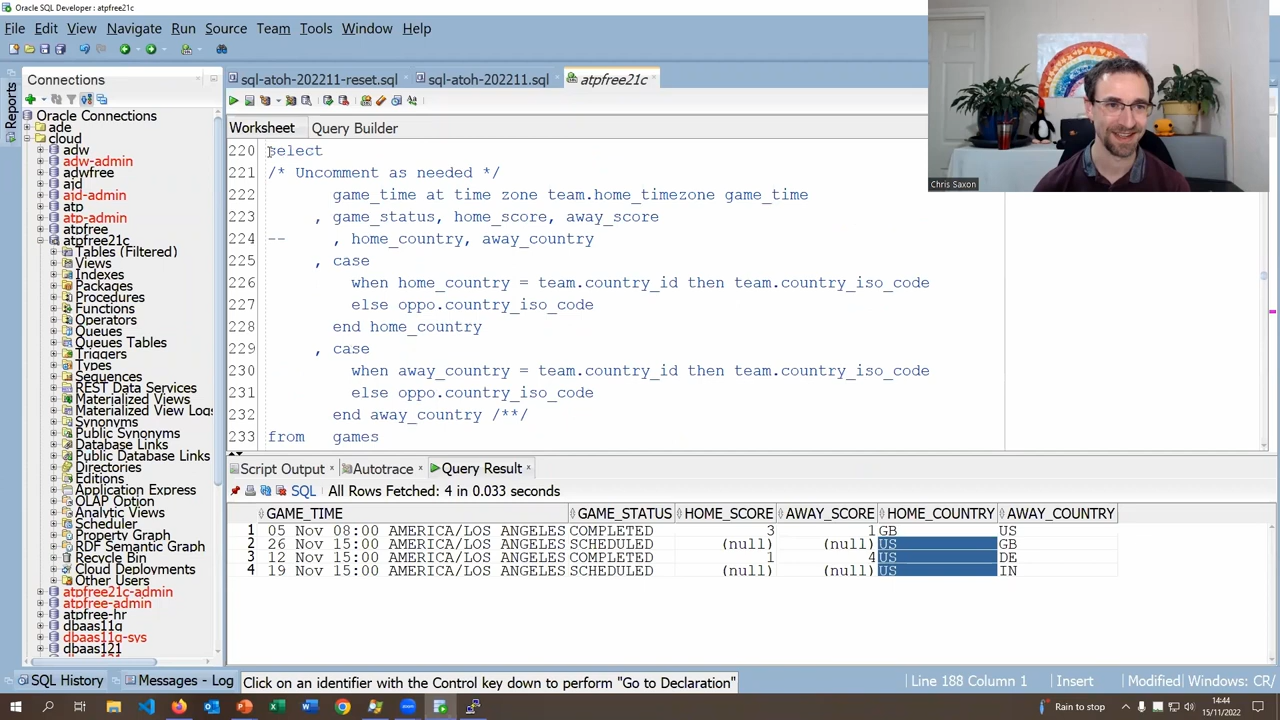 Oracle SQL Developer : atpfree21c
File Edit View Navigate Run Source Team Tools Window Help
Connections
Reports
Oracle Connections
ade
cloud
adw
adw-admin
adwfree
ajd
ajd-admin
atp
atp-admin
atpfree
atpfree21c
Tables (Filtered)
Views
Indexes
Packages
Procedures
Functions
Operators
Queues
Queues Tables
Triggers
Types
Sequences
REST Data Services
Materialized Views
Materialized View Logs
Synonyms
Public Synonyms
Database Links
Public Database Links
Directories
Editions
Application Express
OLAP Option
Analytic Views
Scheduler
Property Graph
RDF Semantic Graph
Recycle Bin
Cloud Deployments
Other Users
atpfree21c-admin
atpfree-admin
atpfree-hr
dbaas11g
dbaas11g-sys
dbaas121
sql-atoh-202211-reset.sql sql-atoh-202211.sql atpfree21c
Worksheet Query Builder
220 select
221 /* Uncomment as needed */
222 game_time at time zone team.home_timezone game_time
223 , game_status, home_score, away_score
224 -- , home_country, away_country
225 , case
226 when home_country = team.country_id then team.country_iso_code
227 else oppo.country_iso_code
228 end home_country
229 , case
230 when away_country = team.country_id then team.country_iso_code
231 else oppo.country_iso_code
232 end away_country /**/
233 from games
Chris Saxon
Script Output Autotrace Query Result
SQL All Rows Fetched: 4 in 0.033 seconds
GAME_TIME GAME_STATUS HOME_SCORE AWAY_SCORE HOME_COUNTRY AWAY_COUNTRY
1 05 Nov 08:00 AMERICA/LOS ANGELES COMPLETED 3 1 GB US
2 26 Nov 15:00 AMERICA/LOS ANGELES SCHEDULED (null) (null) US GB
3 12 Nov 15:00 AMERICA/LOS ANGELES COMPLETED 1 4 US DE
4 19 Nov 15:00 AMERICA/LOS ANGELES SCHEDULED (null) (null) US IN
SQL History Messages - Log Click on an identifier with the Control key down to perform "Go to Declaration" Line 188 Column 1 Insert Modified Windows: CR/
Rain to stop 14:44
15/11/2022